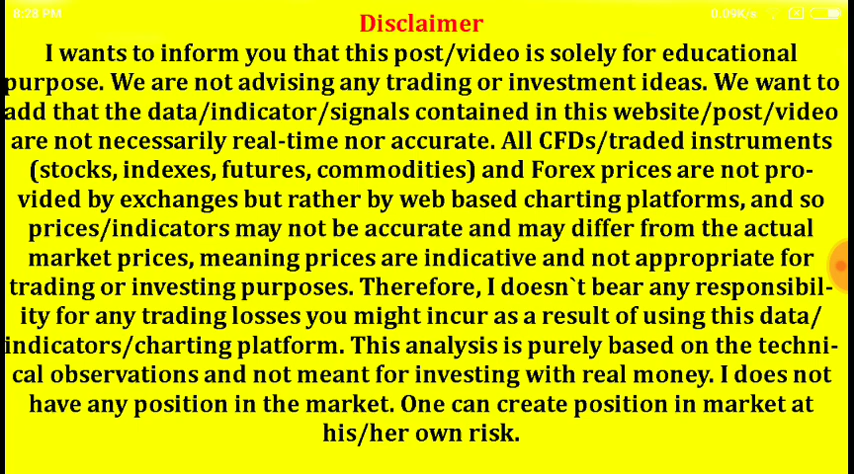 8:28 PM
0.09K/s
Disclaimer
I wants to inform you that this post/video is solely for educational
purpose. We are not advising any trading or investment ideas. We want to
add that the data/indicator/signals contained in this website/post/video
are not necessarily real-time nor accurate. All CFDs/traded instruments
(stocks, indexes, futures, commodities) and Forex prices are not pro-
vided by exchanges but rather by web based charting platforms, and so
prices/indicators may not be accurate and may differ from the actual
market prices, meaning prices are indicative and not appropriate for
trading or investing purposes. Therefore, I doesn`t bear any responsibil-
ity for any trading losses you might incur as a result of using this data/
indicators/charting platform. This analysis is purely based on the techni-
cal observations and not meant for investing with real money. I does not
have any position in the market. One can create position in market at
his/her own risk.